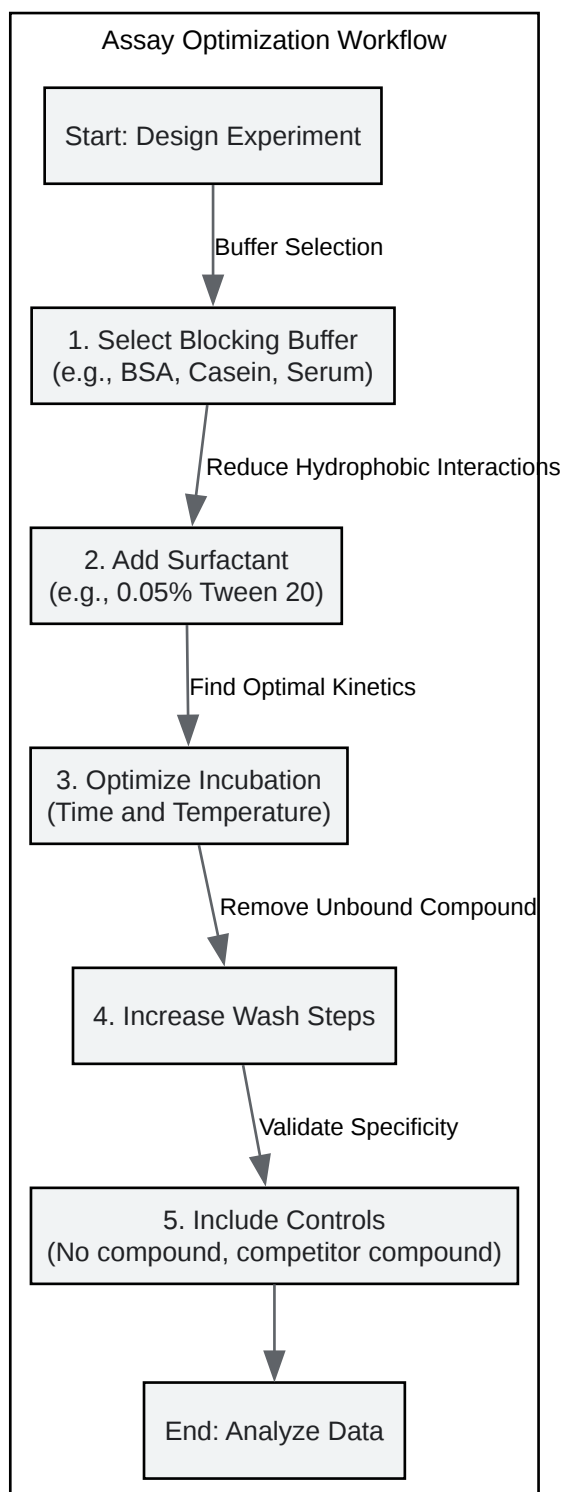 Assay Optimization Workflow
Start: Design Experiment
Buffer Selection
1. Select Blocking Buffer
(e.g., BSA, Casein, Serum)
Reduce Hydrophobic Interactions
2. Add Surfactant
(e.g., 0.05% Tween 20)
Find Optimal Kinetics
3. Optimize Incubation
(Time and Temperature)
Remove Unbound Compound
4. Increase Wash Steps
Validate Specificity
5. Include Controls
(No compound, competitor compound)
End: Analyze Data